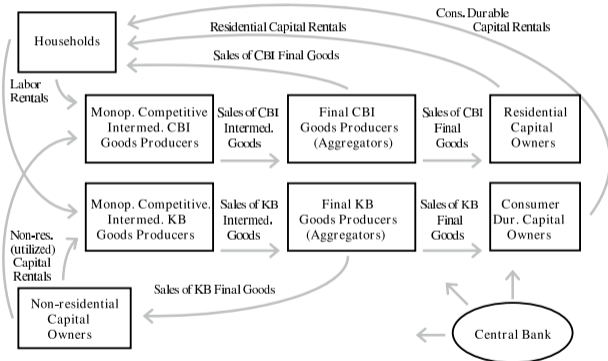 Cons. Durable
Capital Rentals
Residential Capital Rentals
Households
Sales of CBI Final Goods
Labor
Rentals
Monop. Competitive
Intermed. CBI
Goods Producers
Sales of CBI
Intermed.
Goods
Final CBI
Goods Producers
(Aggregators)
Sales of CBI
Final
Goods
Residential
Capital
Owners
Monop. Competitive.
Intermed. KB
Goods Producers
Sales of KB
Intermed.
Goods
Final KB
Goods Producers
(Aggregators)
Sales of KB
Final
Goods
Consumer
Dur. Capital
Owners
Non-res.
(utilized)
Capital
Rentals
Sales of KB Final Goods
Non-residential
Capital
Owners
Central Bank